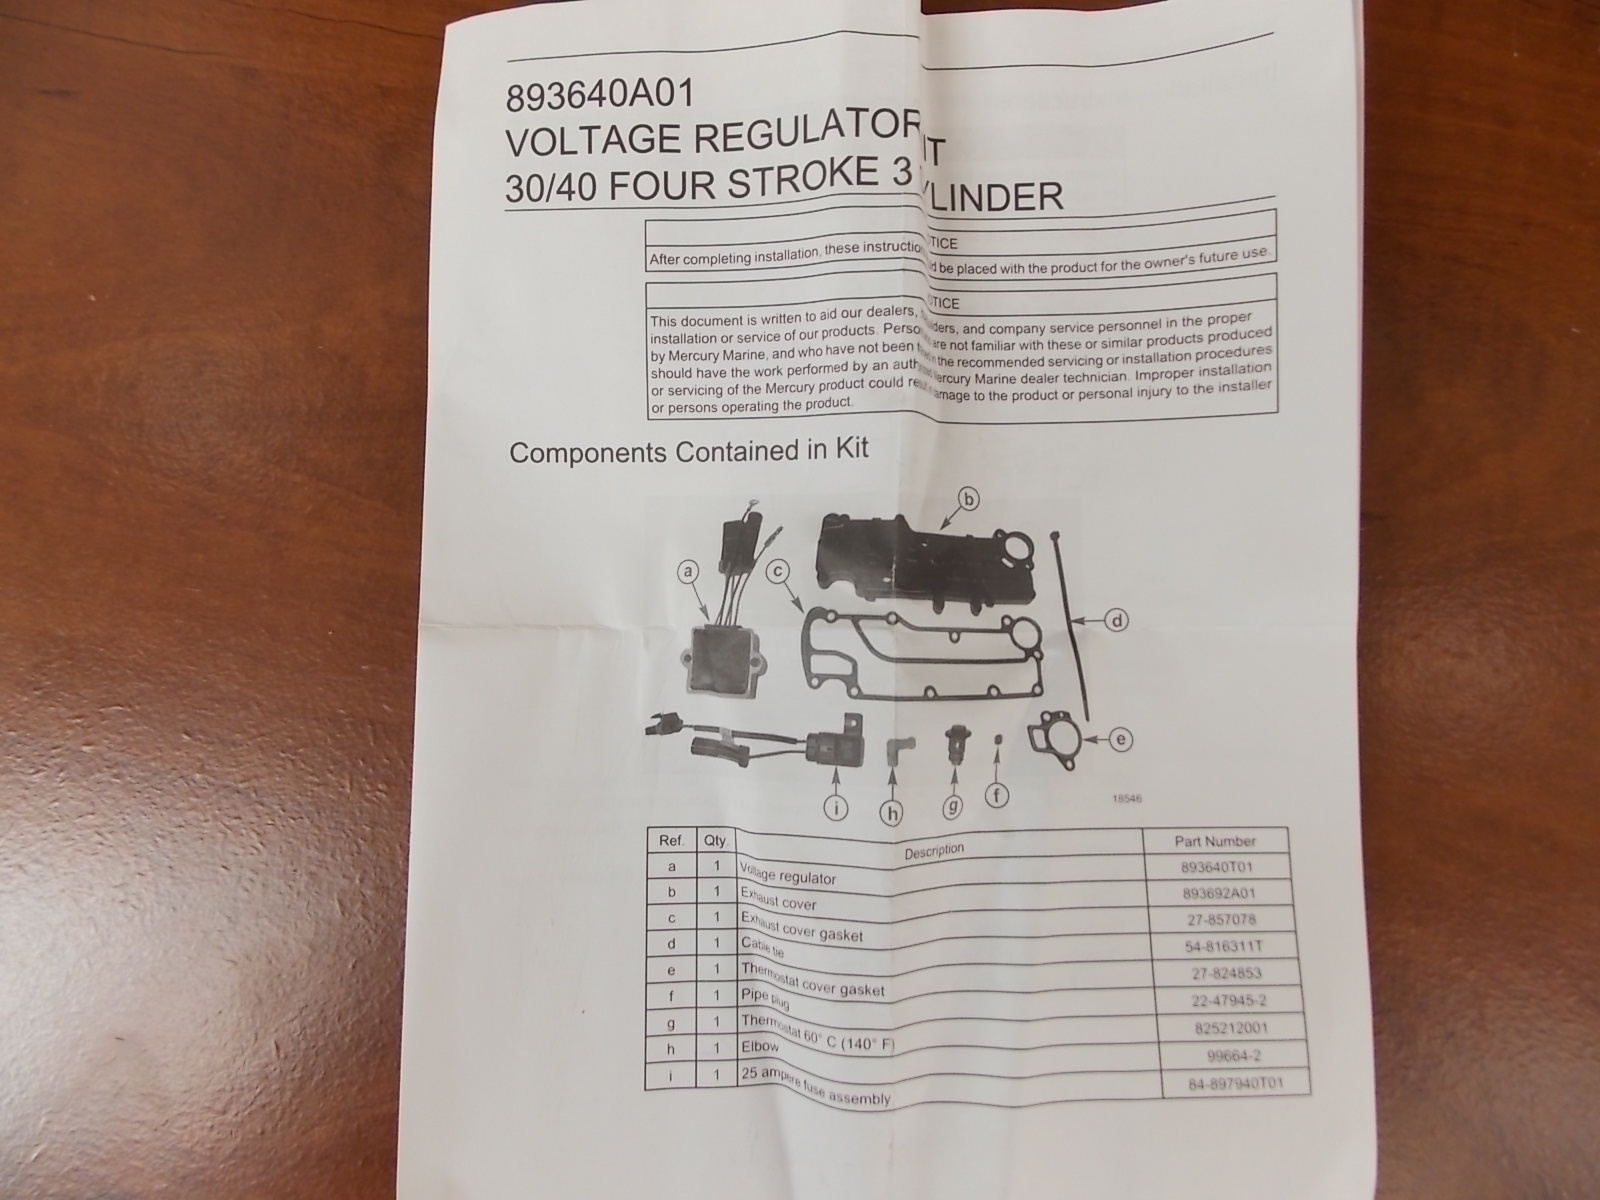 893640A01
VOLTAGE REGULATOR IT
30/40 FOUR STROKE 3 YLINDER
TICE
After completing installation, these instructio d be placed with the product for the owner's future use.
OTICE
This document is written to aid our dealers, ders, and company service personnel in the proper
installation or service of our products. Perso are not familiar with these or similar products produced
by Mercury Marine, and who have not been the recommended servicing or installation procedures
should have the work performed by an auth Mercury Marine dealer technician. Improper installation
or servicing of the Mercury product could re damage to the product or personal injury to the installer
or persons operating the product.
Components Contained in Kit
b
a c
d
e
i h g f
18546
Ref. Qty. Description Part Number
a 1 Voltage regulator 893640T01
b 1 Exhaust cover 893692A01
c 1 Exhaust cover gasket 27-857078
d 1 Cable tie 54-816311T
e 1 Thermostat cover gasket 27-824853
f 1 Pipe plug 22-47945-2
g 1 Thermostat 60° C (140° F) 825212001
h 1 Elbow 99664-2
i 1 25 ampere fuse assembly 84-897940T01